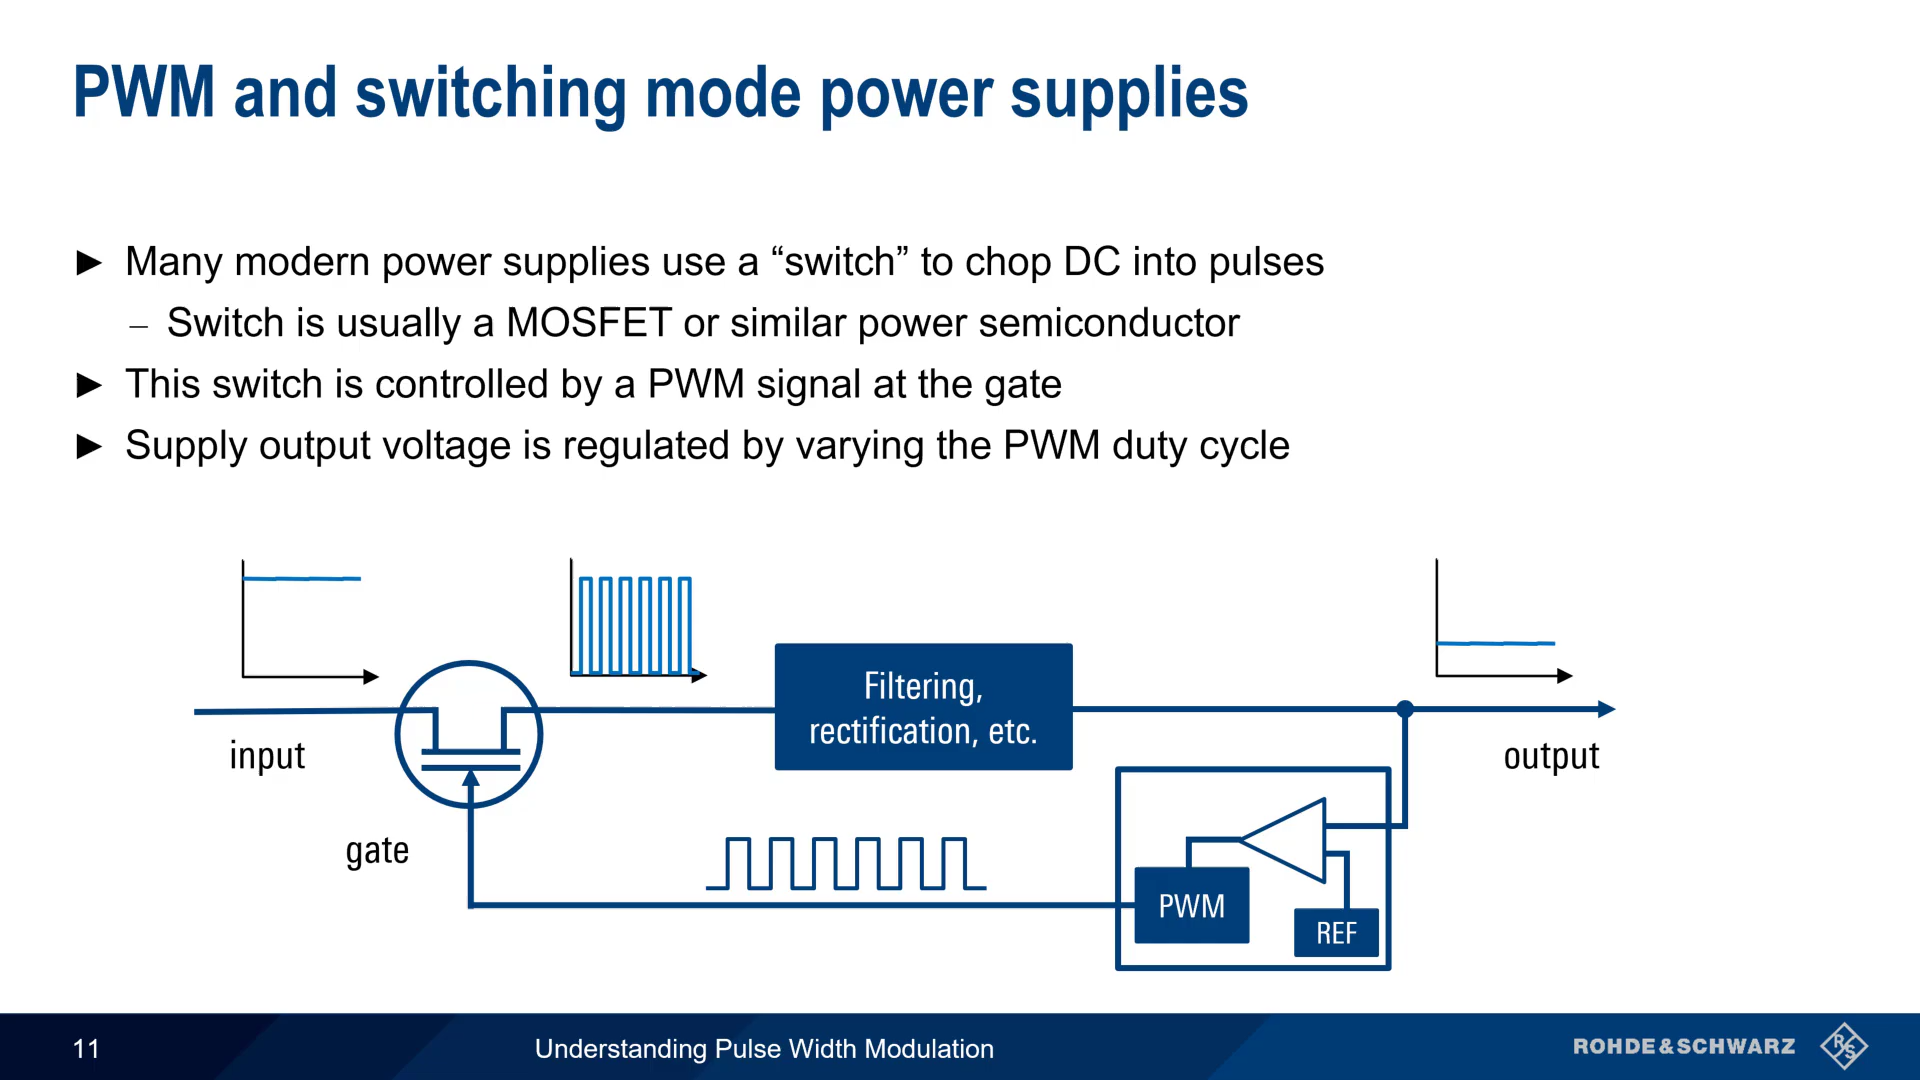 PWM and switching mode power supplies
► Many modern power supplies use a “switch” to chop DC into pulses
– Switch is usually a MOSFET or similar power semiconductor
► This switch is controlled by a PWM signal at the gate
► Supply output voltage is regulated by varying the PWM duty cycle
Filtering,
rectification, etc.
input
output
gate
PWM
REF
11
Understanding Pulse Width Modulation
ROHDE&SCHWARZ
R&S